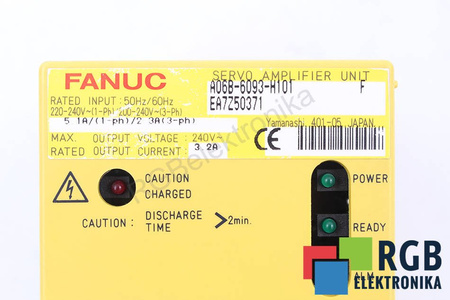 SERVO AMPLIFIER UNIT
FANUC
A06B-6093-H101 F
RATED INPUT: 50Hz/60Hz
EA7Z50371
220-240V~(1-Ph) 200-240V~(3-Ph)
5.1A/(1-ph)/2.3A(3-ph)
Yamanashi, 401-05 JAPAN
MAX. OUTPUT VOLTAGE : 240V~
RATED OUTPUT CURRENT: 3.2A
CE
CAUTION
CHARGED
POWER
CAUTION : DISCHARGE TIME >2min.
READY
ALM
RGBelektronika
RGB
ELEKTRONIKA